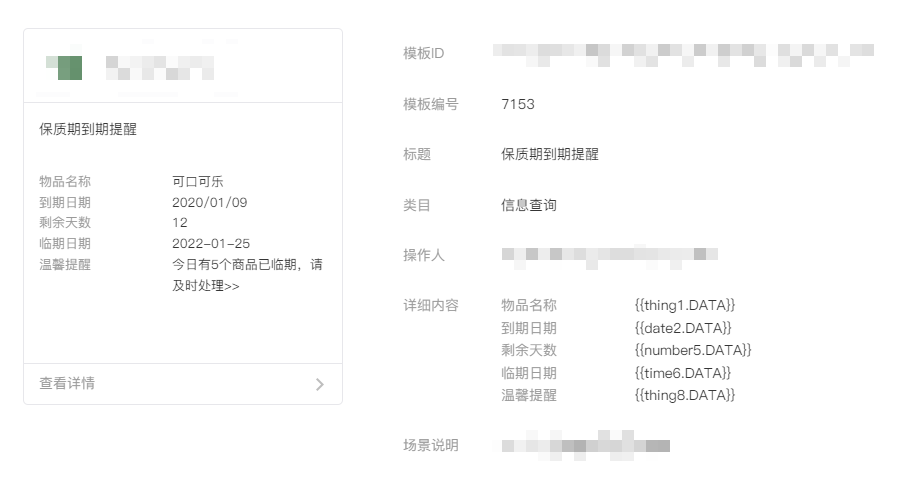 保质期到期提醒
物品名称 可口可乐
到期日期 2020/01/09
剩余天数 12
临期日期 2022-01-25
温馨提醒 今日有5个商品已临期，请
及时处理>>
查看详情
模板ID
模板编号 7153
标题 保质期到期提醒
类目 信息查询
操作人
详细内容 物品名称 {{thing1.DATA}}
到期日期 {{date2.DATA}}
剩余天数 {{number5.DATA}}
临期日期 {{time6.DATA}}
温馨提醒 {{thing8.DATA}}
场景说明